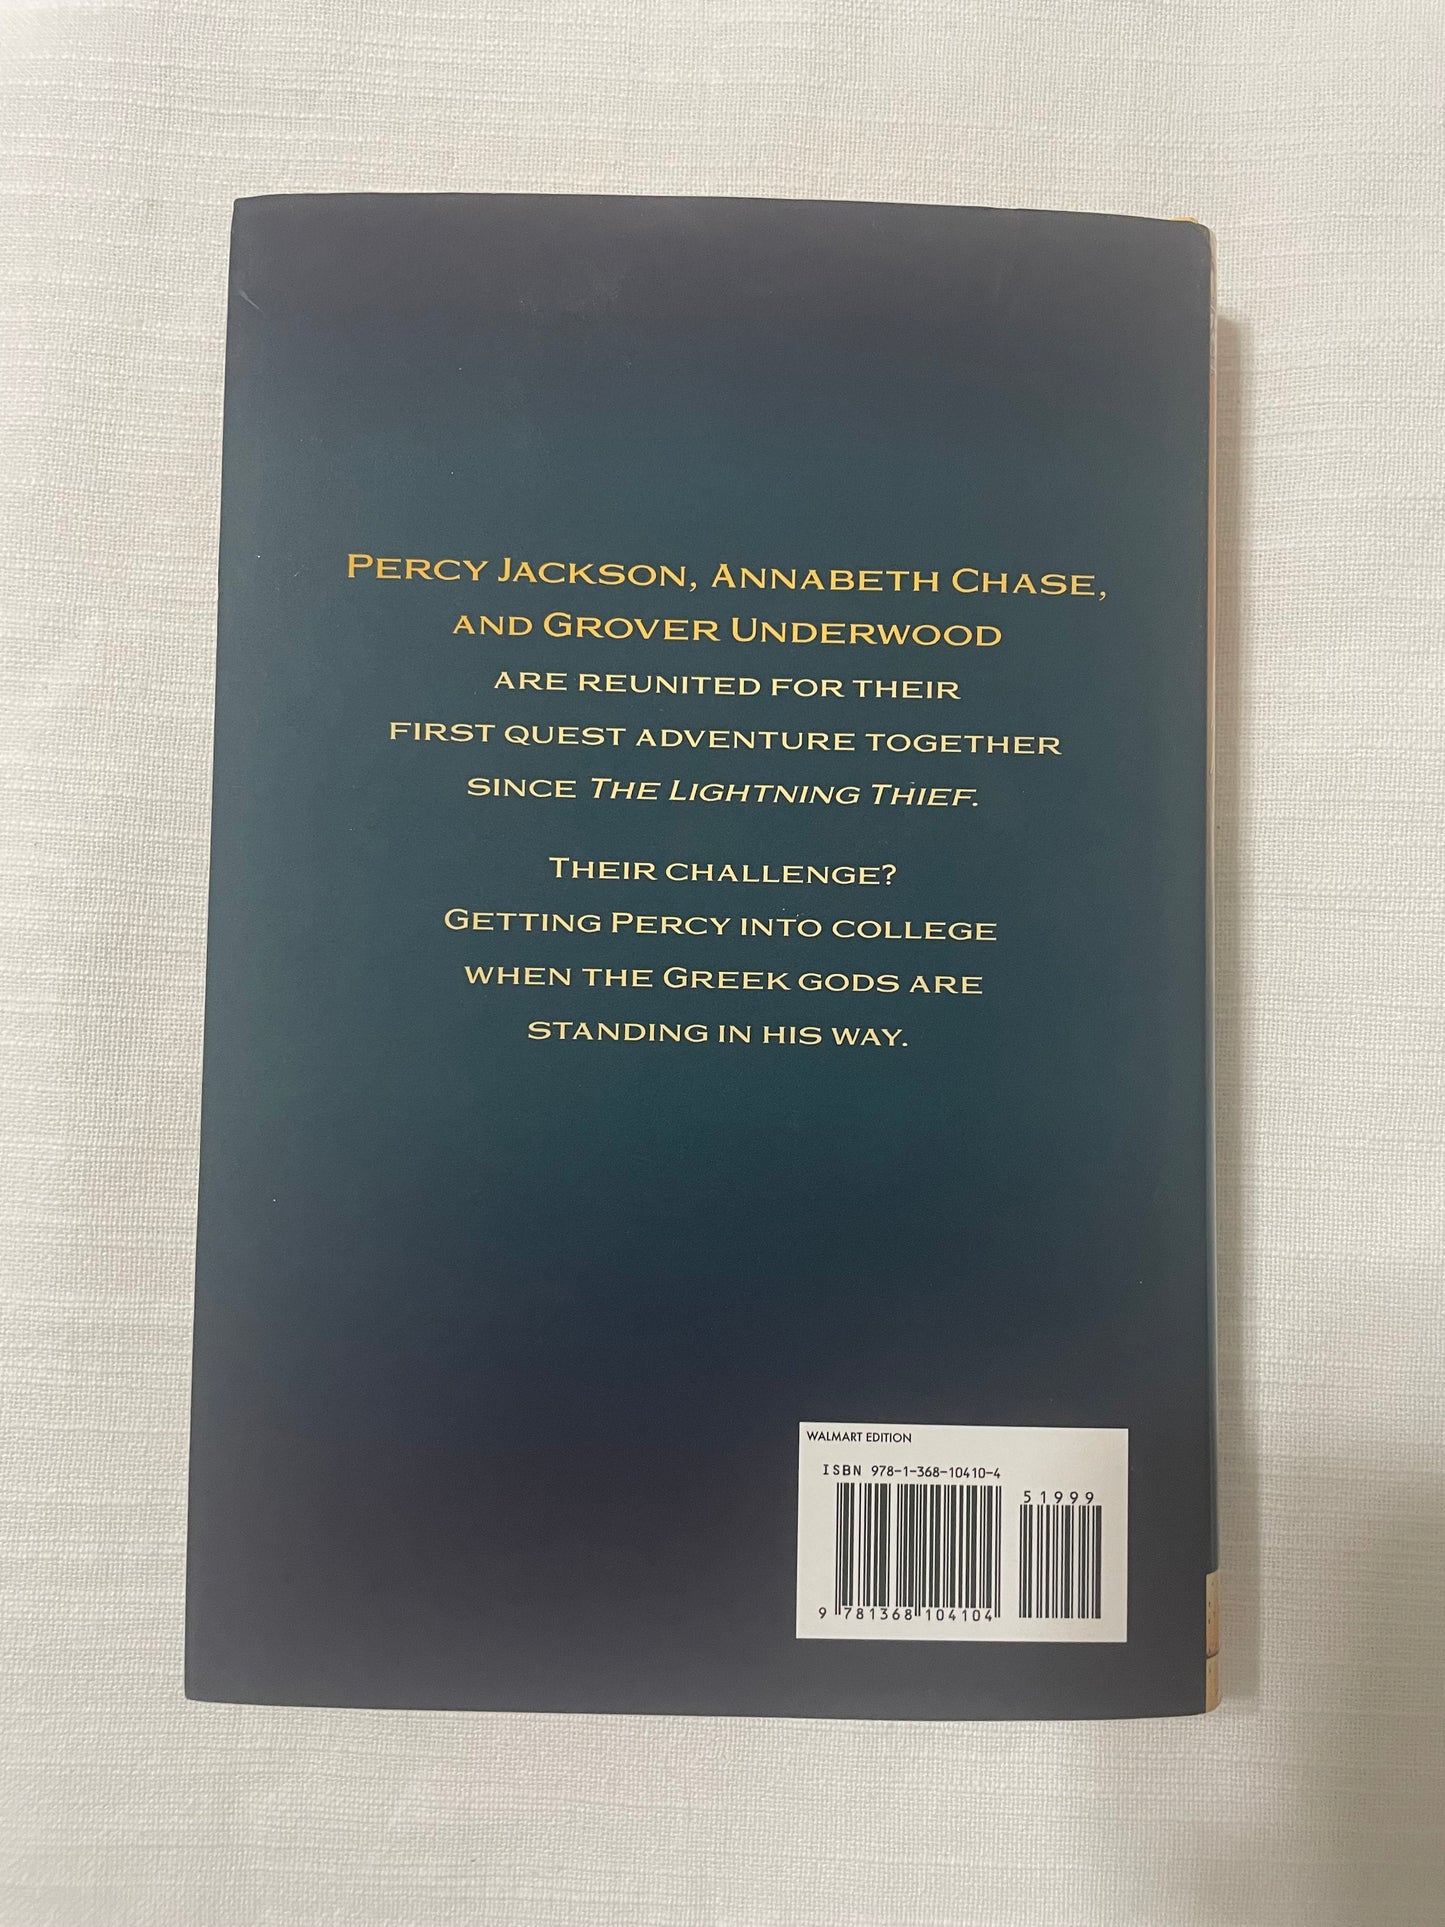 PERCY JACKSON, ANNABETH CHASE,
AND GROVER UNDERWOOD
ARE REUNITED FOR THEIR
FIRST QUEST ADVENTURE TOGETHER
SINCE THE LIGHTNING THIEF.
THEIR CHALLENGE?
GETTING PERCY INTO COLLEGE
WHEN THE GREEK GODS ARE
STANDING IN HIS WAY.
WALMART EDITION
ISBN 978-1-368-10410-4
51999
9 781368 104104